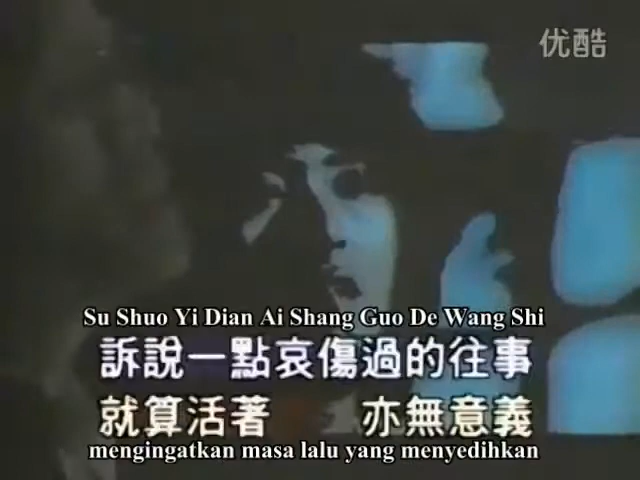 优酷
Su Shuo Yi Dian Ai Shang Guo De Wang Shi
訴說一點哀傷過的往事
就算活著 亦無意義
mengingatkan masa lalu yang menyedihkan